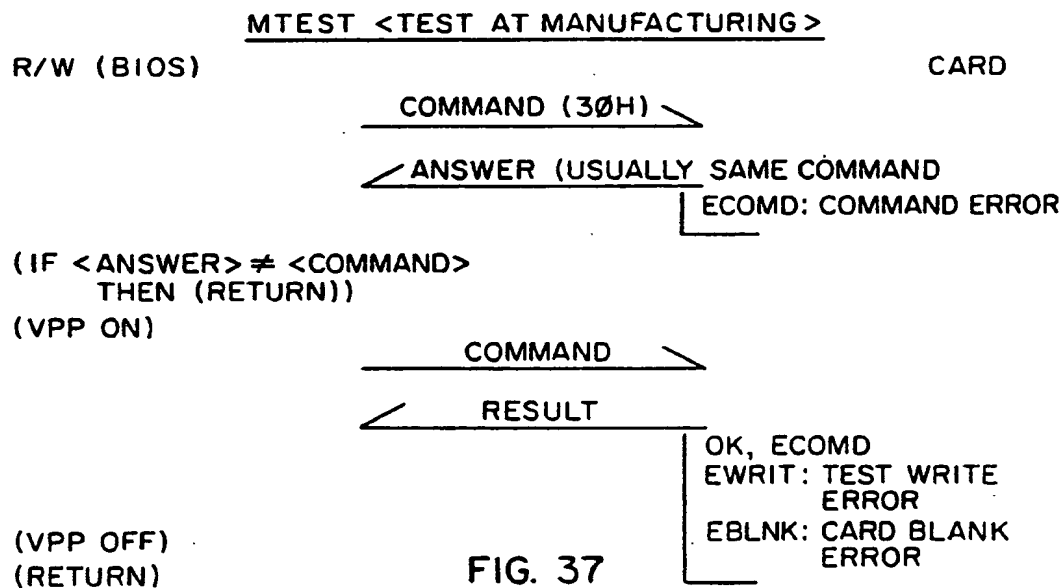 MTEST <TEST AT MANUFACTURING>
R/W (BIOS) CARD
COMMAND (3ØH)
ANSWER (USUALLY SAME COMMAND
ECOMD: COMMAND ERROR
(IF <ANSWER> ≠ <COMMAND>
THEN (RETURN))
(VPP ON)
COMMAND
RESULT
OK, ECOMD
EWRIT: TEST WRITE
ERROR
EBLNK: CARD BLANK
ERROR
(VPP OFF)
(RETURN)
FIG. 37